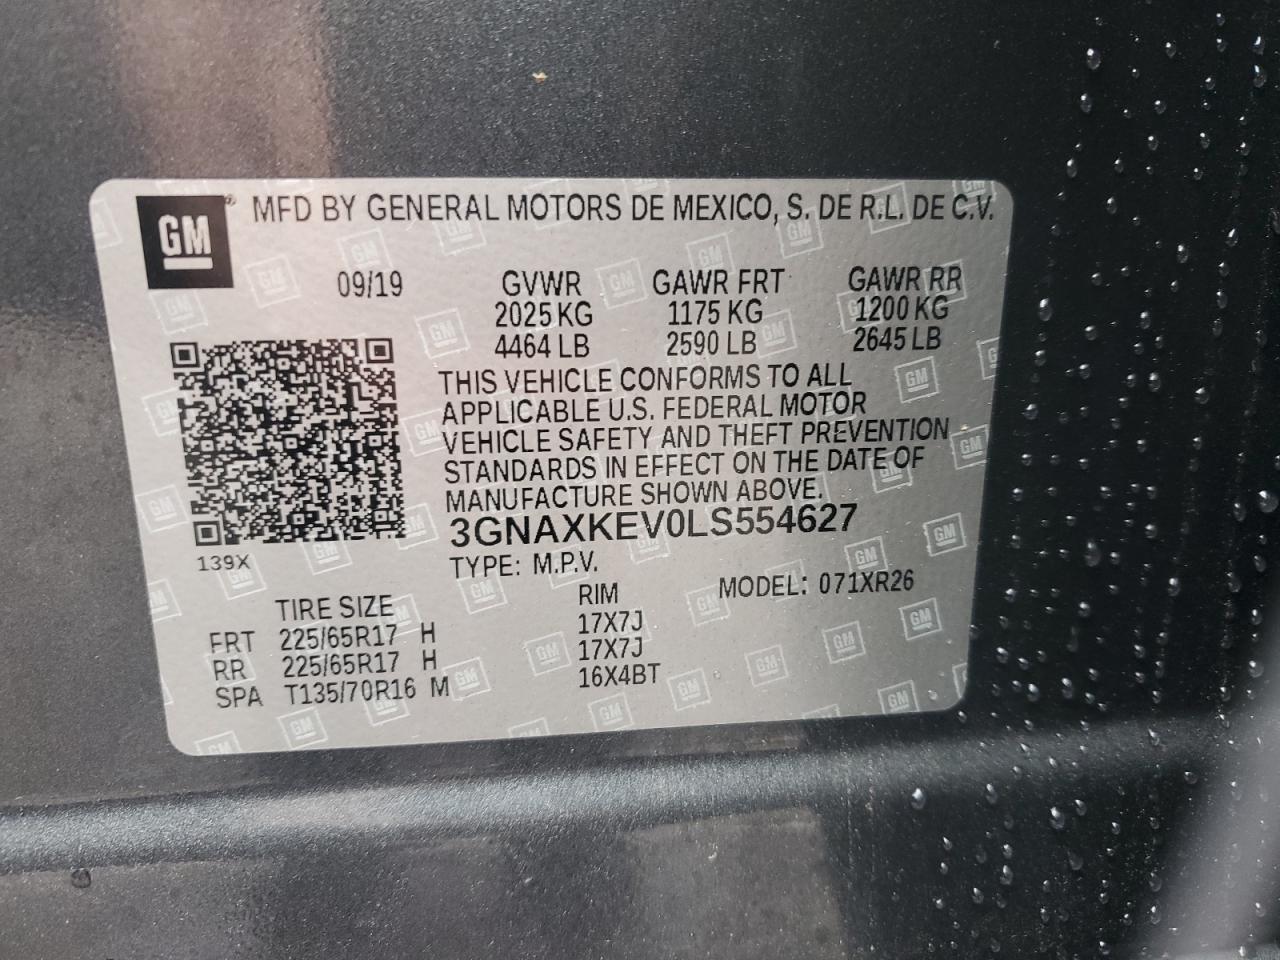 GM ® MFD BY GENERAL MOTORS DE MEXICO, S. DE R.L. DE C.V.
09/19 GVWR GAWR FRT GAWR RR
2025 KG 1175 KG 1200 KG
4464 LB 2590 LB 2645 LB
THIS VEHICLE CONFORMS TO ALL
APPLICABLE U.S. FEDERAL MOTOR
VEHICLE SAFETY AND THEFT PREVENTION
STANDARDS IN EFFECT ON THE DATE OF
MANUFACTURE SHOWN ABOVE.
3GNAXKEV0LS554627
139X
TYPE: M.P.V.
MODEL: 071XR26
TIRE SIZE RIM
FRT 225/65R17 H 17X7J
RR 225/65R17 H 17X7J
SPA T135/70R16 M 16X4BT